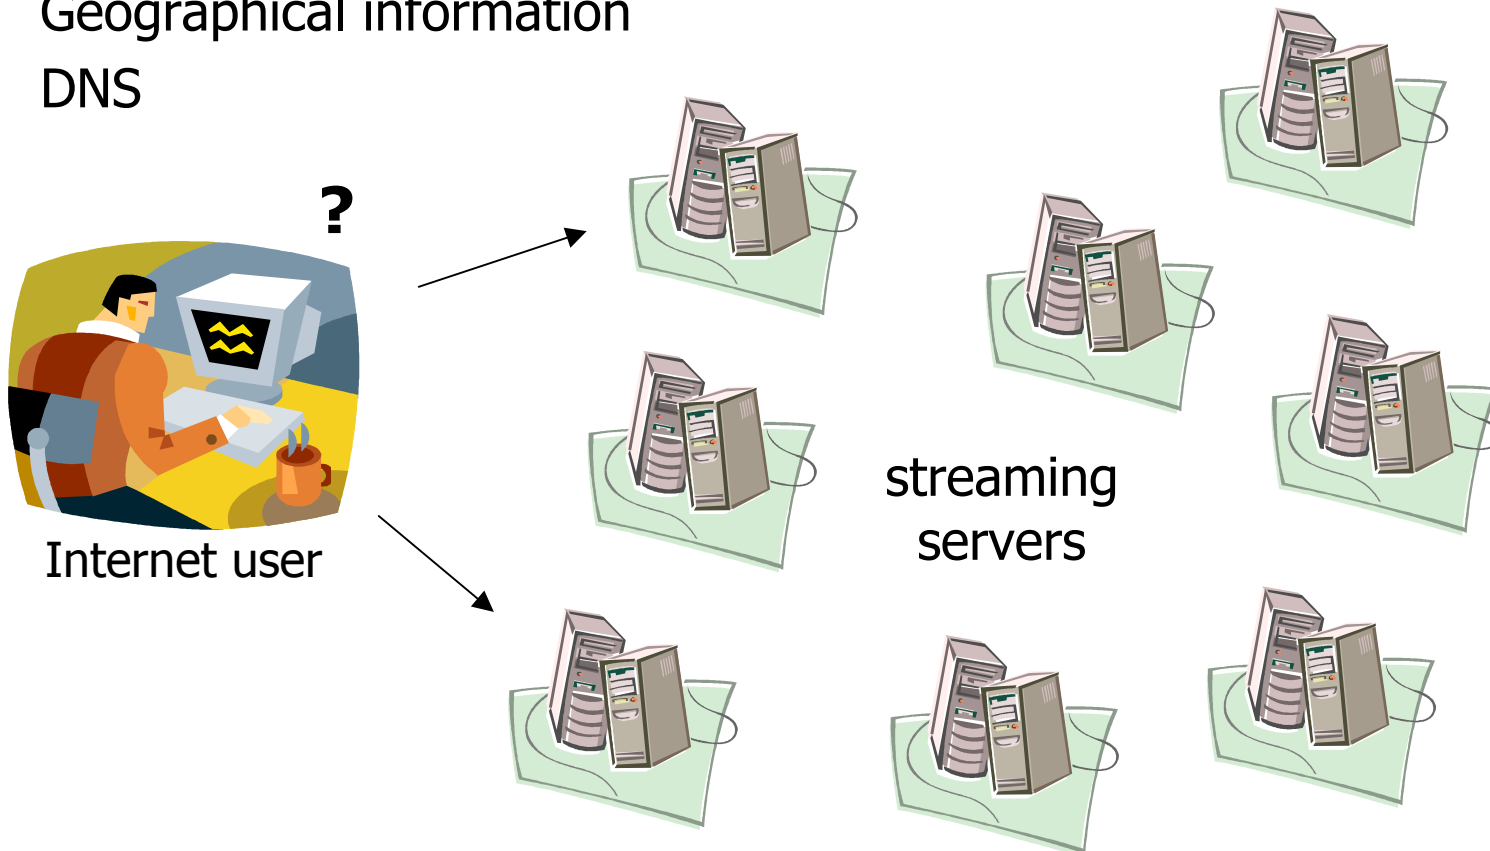 Geographical information
DNS
?
Internet user
streaming
servers